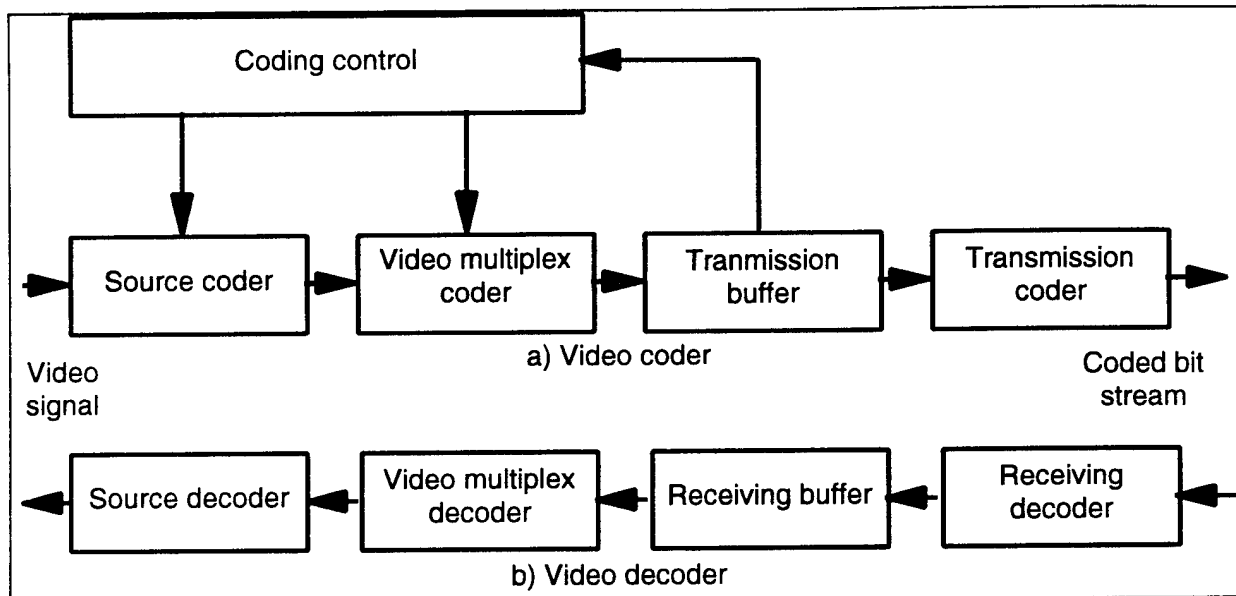 Coding control
Source coder
Video multiplex
coder
Tranmission
buffer
Transmission
coder
a) Video coder
Video
signal
Coded bit
stream
Source decoder
Video multiplex
decoder
Receiving buffer
Receiving
decoder
b) Video decoder